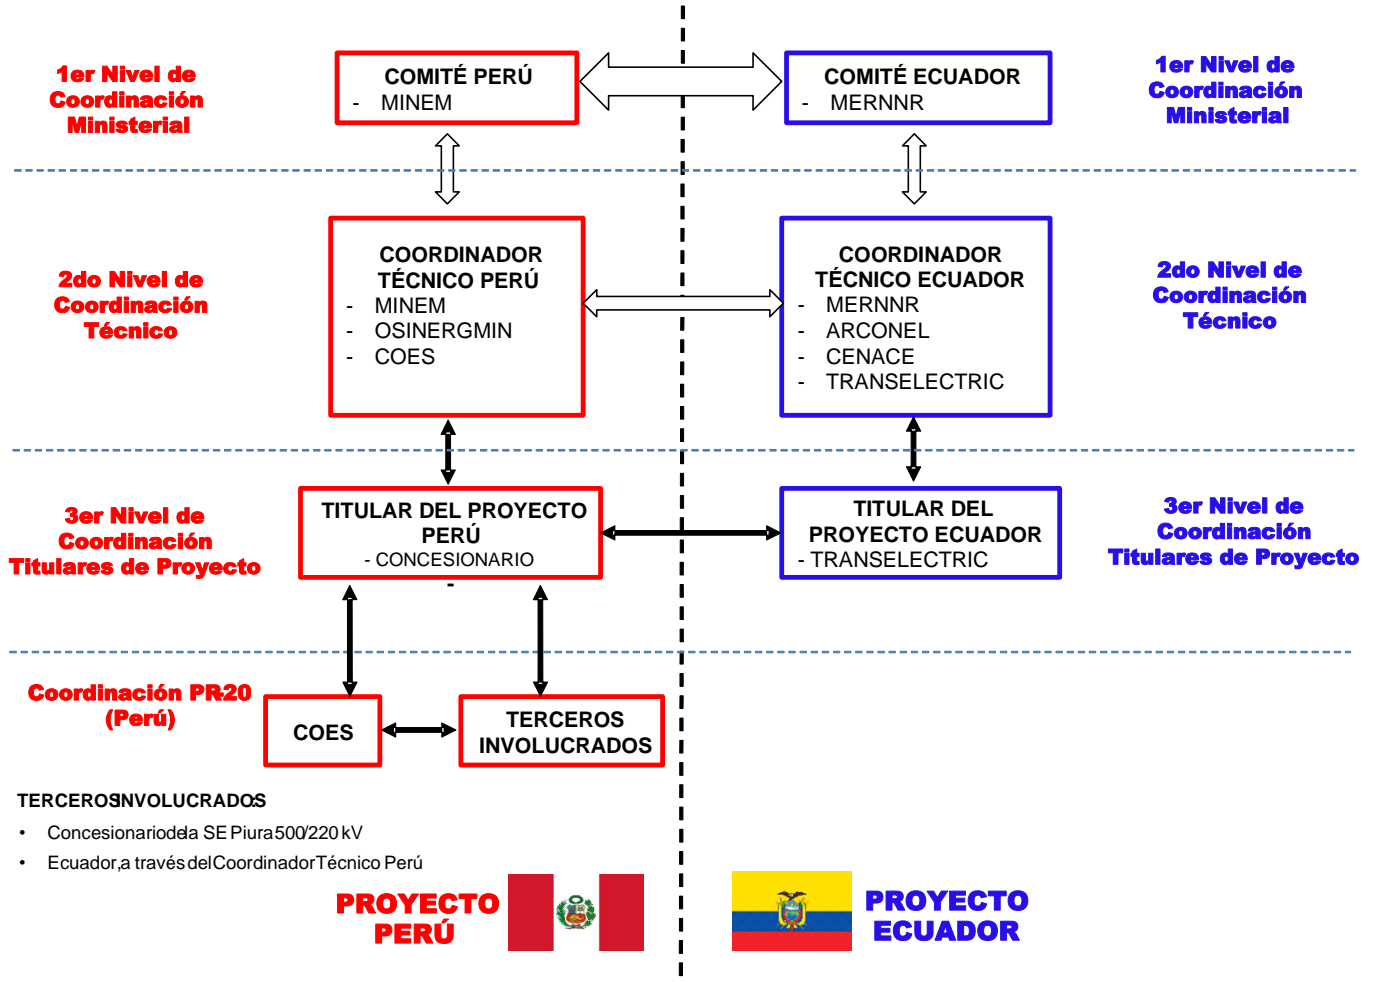 1er Nivel de
Coordinación
Ministerial
COMITÉ PERÚ
- MINEM
COMITÉ ECUADOR
- MERNNR
1er Nivel de
Coordinación
Ministerial
2do Nivel de
Coordinación
Técnico
COORDINADOR
TÉCNICO PERÚ
- MINEM
- OSINERGMIN
- COES
COORDINADOR
TÉCNICO ECUADOR
- MERNNR
- ARCONEL
- CENACE
- TRANSELECTRIC
2do Nivel de
Coordinación
Técnico
3er Nivel de
Coordinación
Titulares de Proyecto
TITULAR DEL PROYECTO
PERÚ
- CONCESIONARIO
-
TITULAR DEL
PROYECTO ECUADOR
- TRANSELECTRIC
3er Nivel de
Coordinación
Titulares de Proyecto
Coordinación PR-20
(Perú)
COES
TERCEROS
INVOLUCRADOS
TERCEROS INVOLUCRADOS:
• Concesionario de la SE Piura 500/220 kV
• Ecuador, a través del Coordinador Técnico Perú
PROYECTO
PERÚ
PROYECTO
ECUADOR